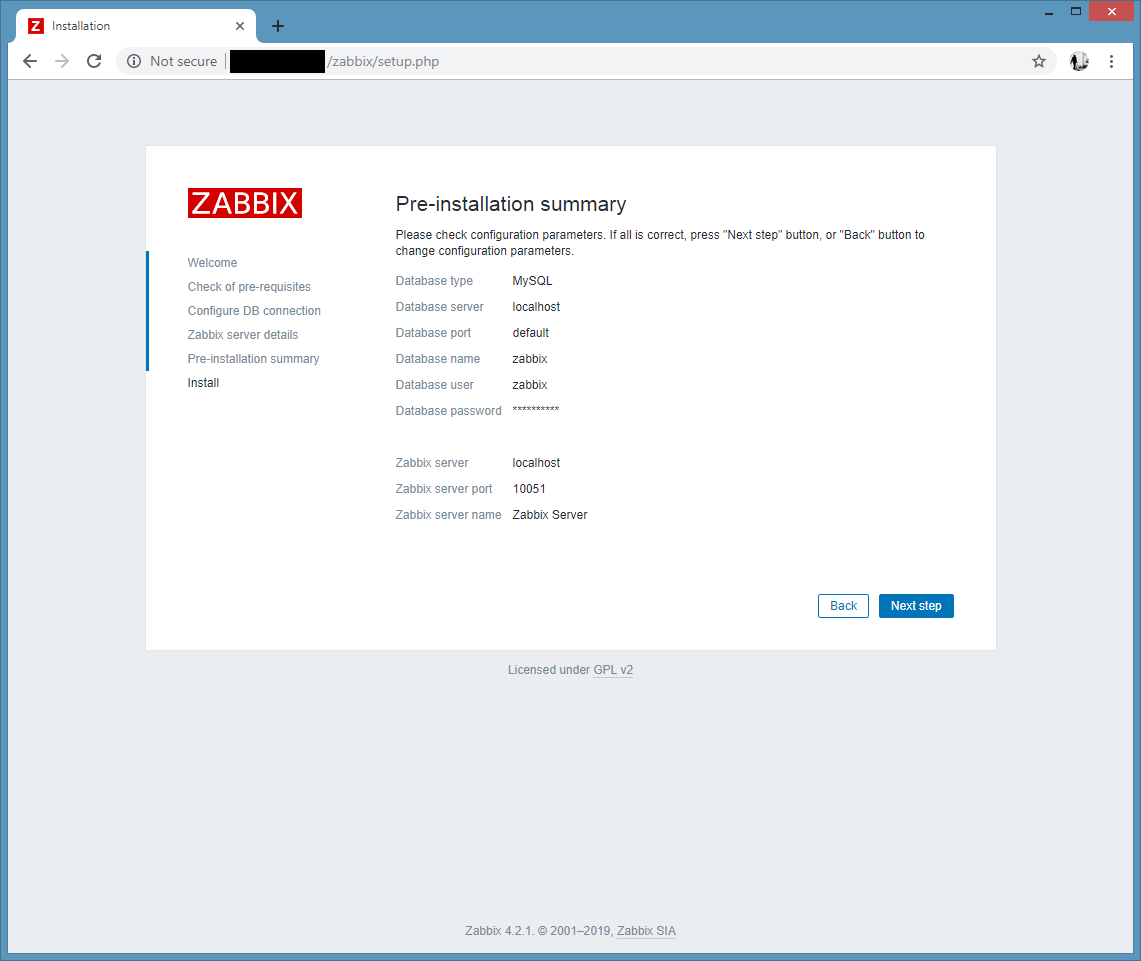 Z Installation
Not secure /zabbix/setup.php
ZABBIX
Welcome
Check of pre-requisites
Configure DB connection
Zabbix server details
Pre-installation summary
Install
Pre-installation summary
Please check configuration parameters. If all is correct, press "Next step" button, or "Back" button to
change configuration parameters.
Database type MySQL
Database server localhost
Database port default
Database name zabbix
Database user zabbix
Database password **********
Zabbix server localhost
Zabbix server port 10051
Zabbix server name Zabbix Server
Back Next step
Licensed under GPL v2
Zabbix 4.2.1. © 2001–2019, Zabbix SIA